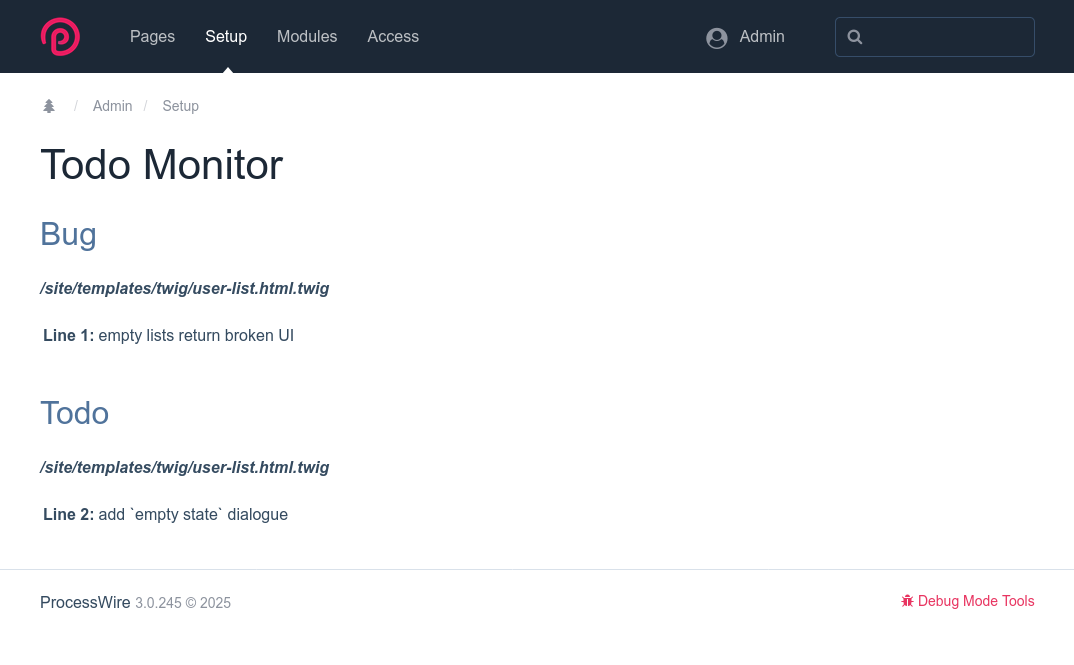 Pages Setup Modules Access Admin
/ Admin / Setup
Todo Monitor
Bug
/site/templates/twig/user-list.html.twig
Line 1: empty lists return broken UI
Todo
/site/templates/twig/user-list.html.twig
Line 2: add `empty state` dialogue
ProcessWire 3.0.245 © 2025 Debug Mode Tools